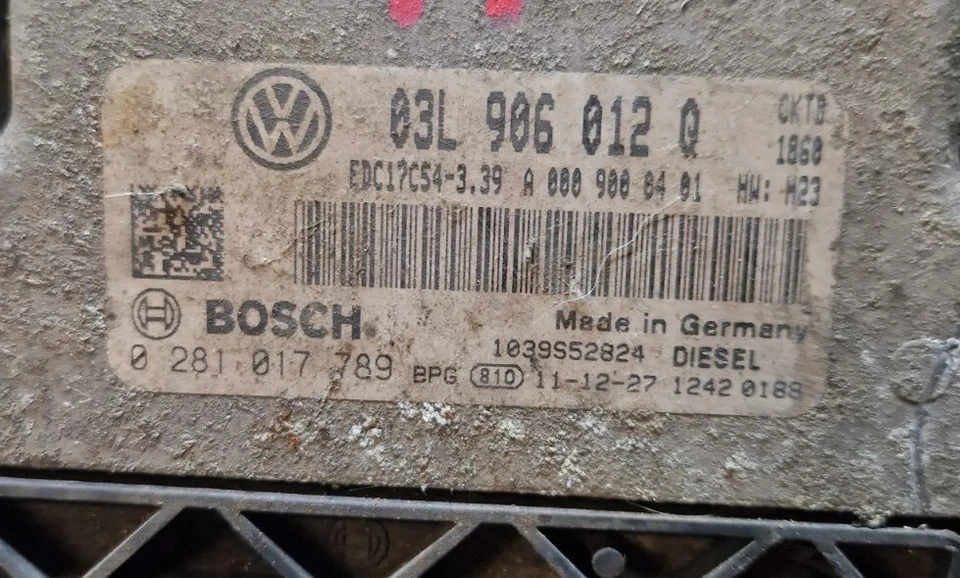 03L 906 012 Q
CKTB
1860
EDC17C54-3.39 A 000 900 84 01 HW: H23
BOSCH
Made in Germany
1039S52824 DIESEL
0 281 017 789 BPG 810 11-12-27 1242 0188